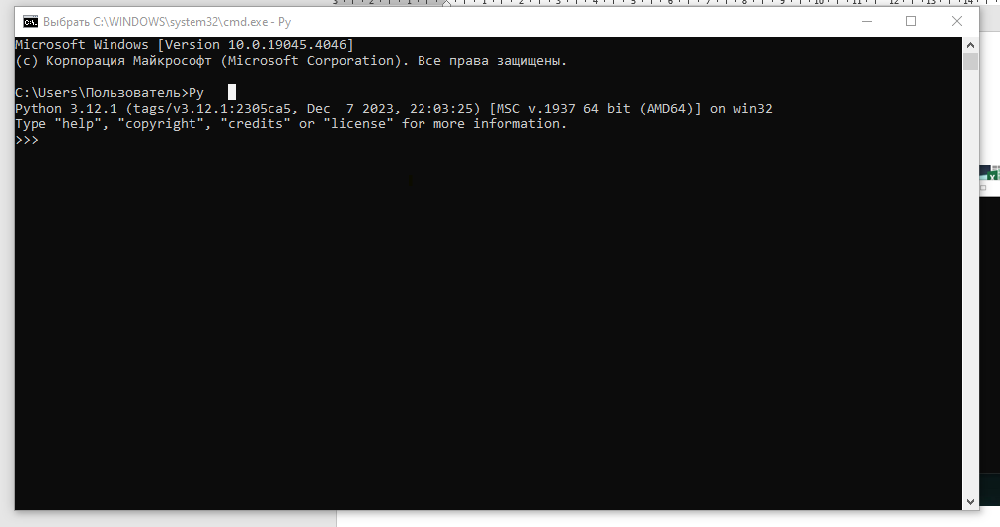 Выбрать C:\WINDOWS\system32\cmd.exe - Py
Microsoft Windows [Version 10.0.19045.4046]
(c) Корпорация Майкрософт (Microsoft Corporation). Все права защищены.
C:\Users\Пользователь>Py
Python 3.12.1 (tags/v3.12.1:2305ca5, Dec  7 2023, 22:03:25) [MSC v.1937 64 bit (AMD64)] on win32
Type "help", "copyright", "credits" or "license" for more information.
>>>